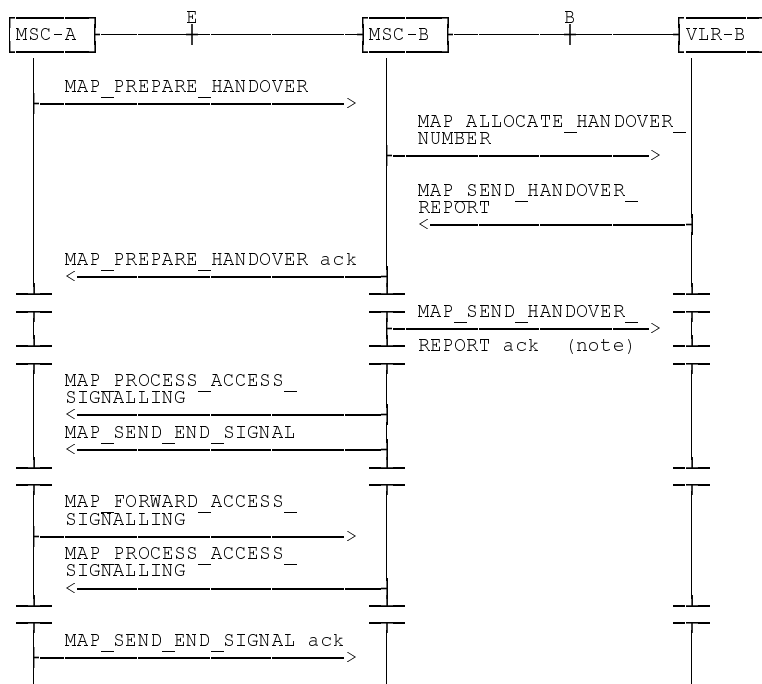 E B
MSC-A MSC-B VLR-B
MAP_PREPARE_HANDOVER
MAP_ALLOCATE_HANDOVER_
NUMBER
MAP_SEND_HANDOVER_
REPORT
MAP_PREPARE_HANDOVER ack
MAP_SEND_HANDOVER_
REPORT ack (note)
MAP_PROCESS_ACCESS_
SIGNALLING
MAP_SEND_END_SIGNAL
MAP_FORWARD_ACCESS_
SIGNALLING
MAP_PROCESS_ACCESS_
SIGNALLING
MAP_SEND_END_SIGNAL ack